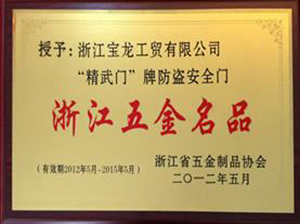 授予：浙江宝龙工贸有限公司
“精武门”牌防盗安全门
浙江五金名品
浙江省五金制品协会
(有效期2012年5月-2015年5月)
二〇一二年五月